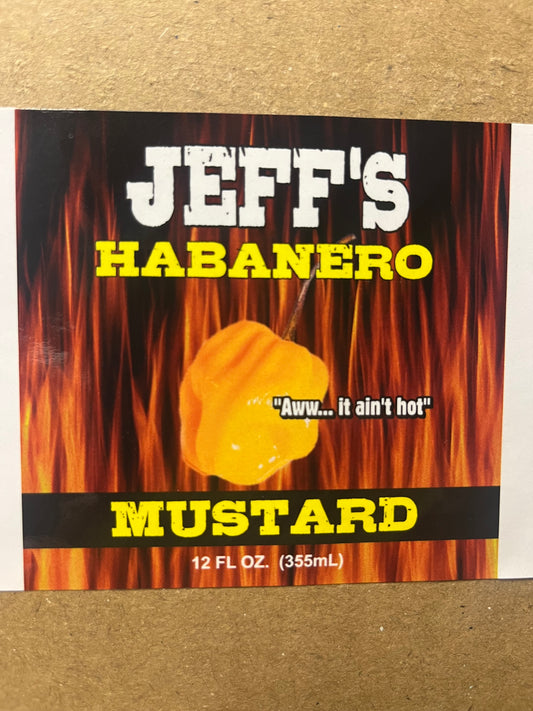 JEFF'S
HABANERO
"Aww... it ain't hot"
MUSTARD
12 FL OZ. (355mL)